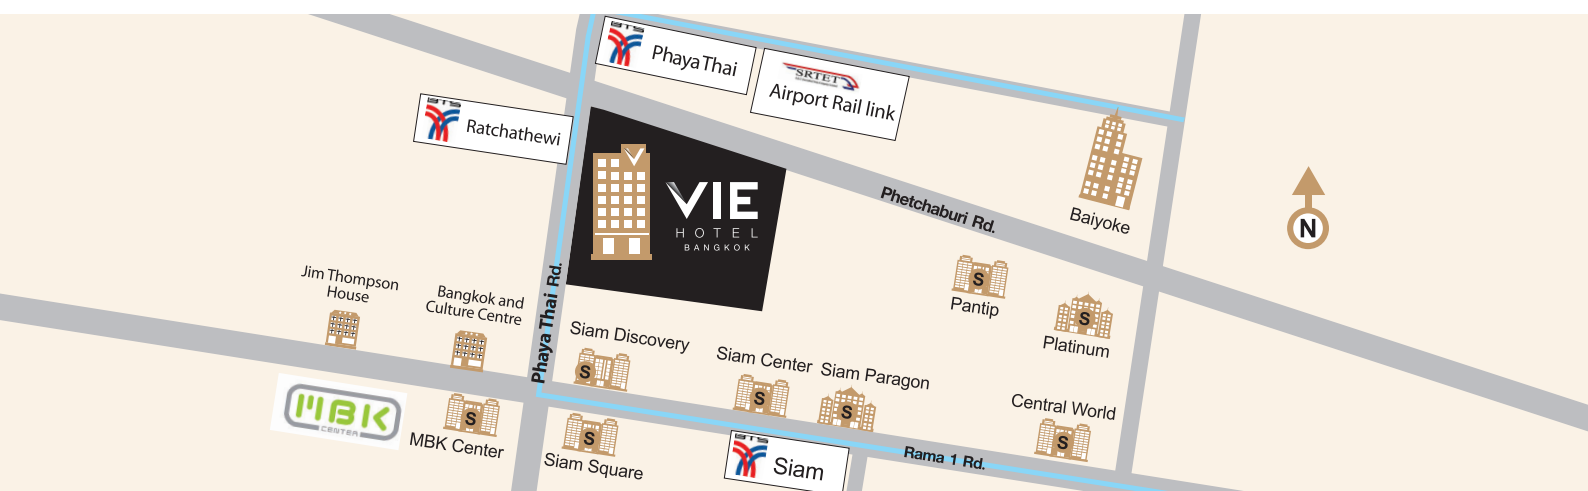 BTS
Phaya Thai
SRTET
Airport Rail link
BTS
Ratchathewi
VIE
HOTEL
BANGKOK
Phetchaburi Rd.
Baiyoke
N
Jim Thompson
House
Bangkok and
Culture Centre
Phaya Thai Rd.
Siam Discovery
S
Siam Center
S
Siam Paragon
S
S
Pantip
S
Platinum
Central World
S
MBK
CENTER
S
MBK Center
S
Siam Square
BTS
Siam
Rama 1 Rd.